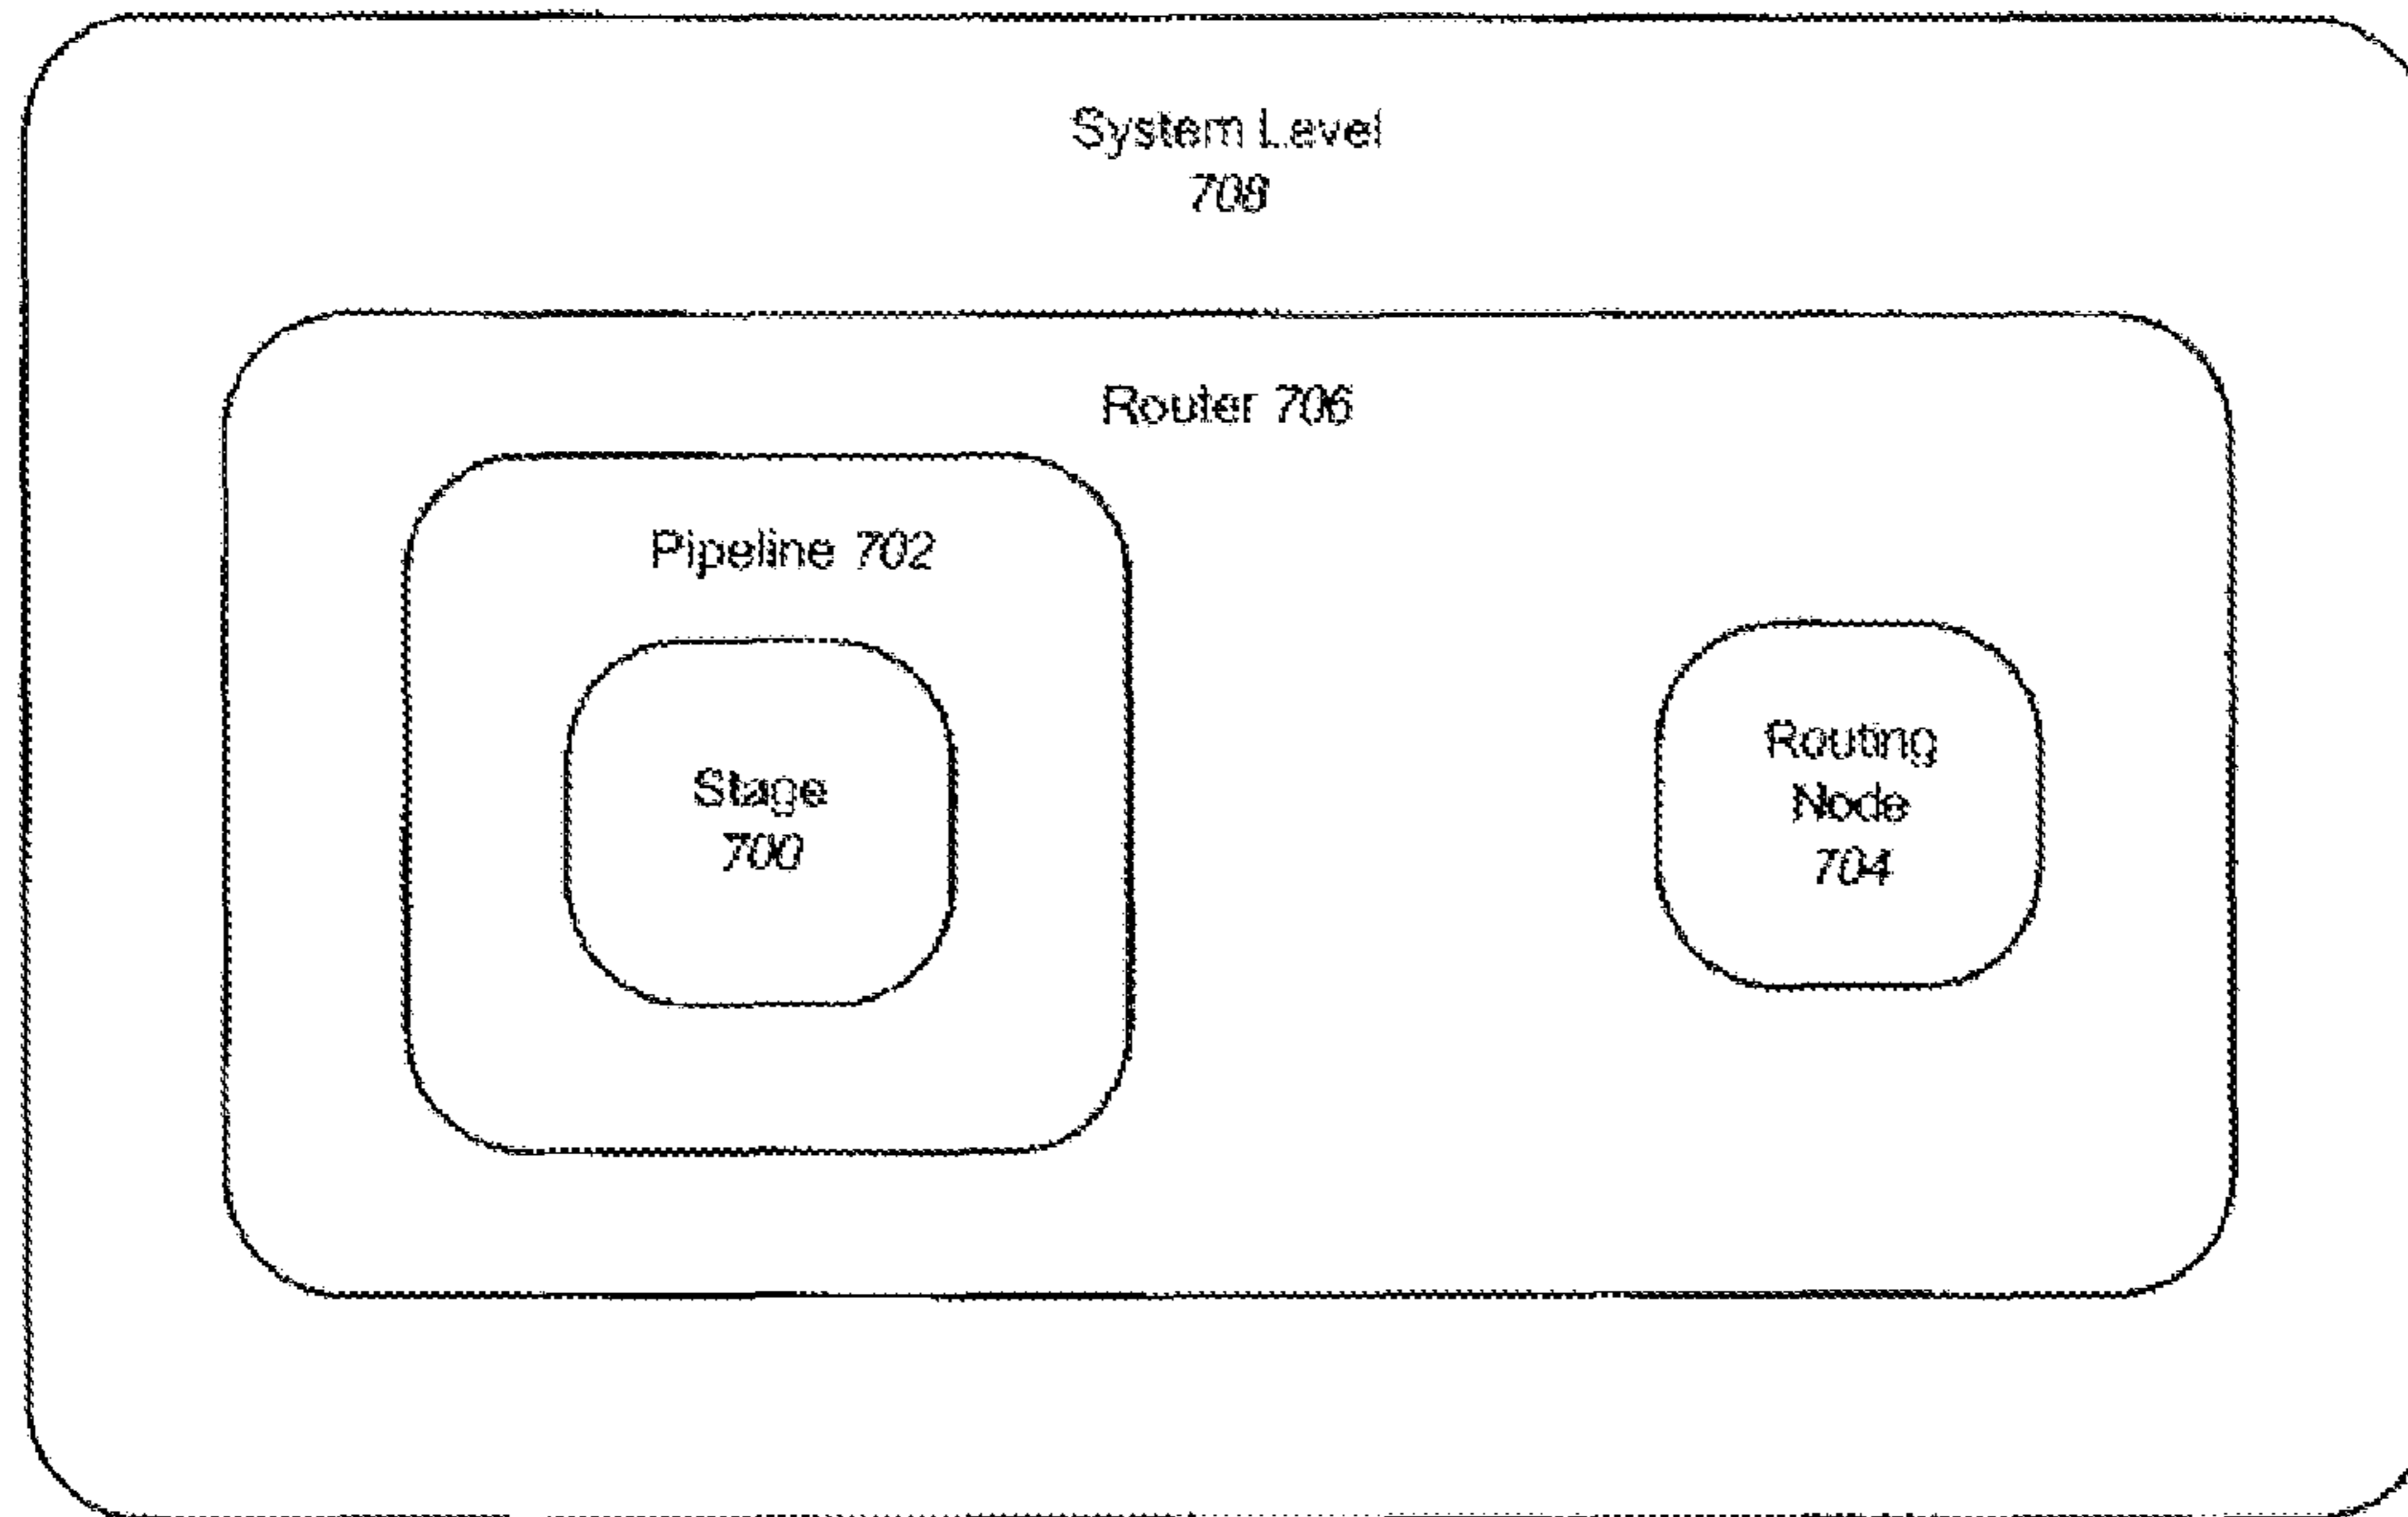 System Level
708
Router 706
Pipeline 702
Stage
700
Routing
Node
704